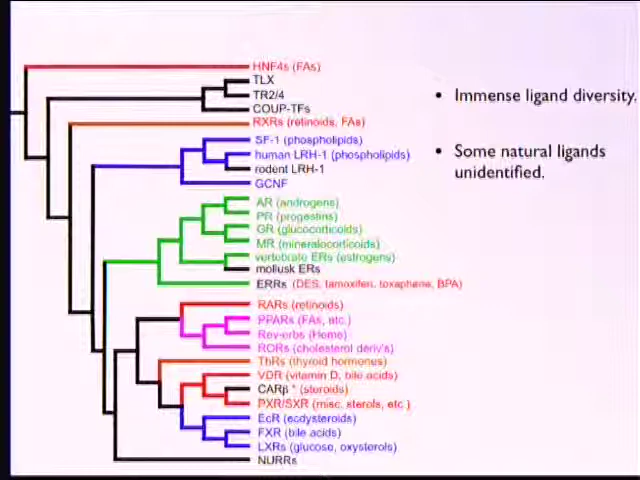 HNF4s (FAs)
TLX
TR2/4
COUP-TFs
RXRs (retinoids, FAs)
SF-1 (phospholipids)
human LRH-1 (phospholipids)
rodent LRH-1
GCNF
AR (androgens)
PR (progestins)
GR (glucocorticoids)
MR (mineralocorticoids)
vertebrate ERs (estrogens)
mollusk ERs
ERRs (DES, tamoxifen, toxaphene, BPA)
RARs (retinoids)
PPARs (FAs, etc.)
Rev-erbs (Heme)
RORs (cholesterol deriv's)
ThRs (thyroid hormones)
VDR (vitamin D, bile acids)
CARβ * (steroids)
PXR/SXR (misc. sterols, etc.)
EcR (ecdysteroids)
FXR (bile acids)
LXRs (glucose, oxysterols)
NURRs
• Immense ligand diversity.
• Some natural ligands
unidentified.